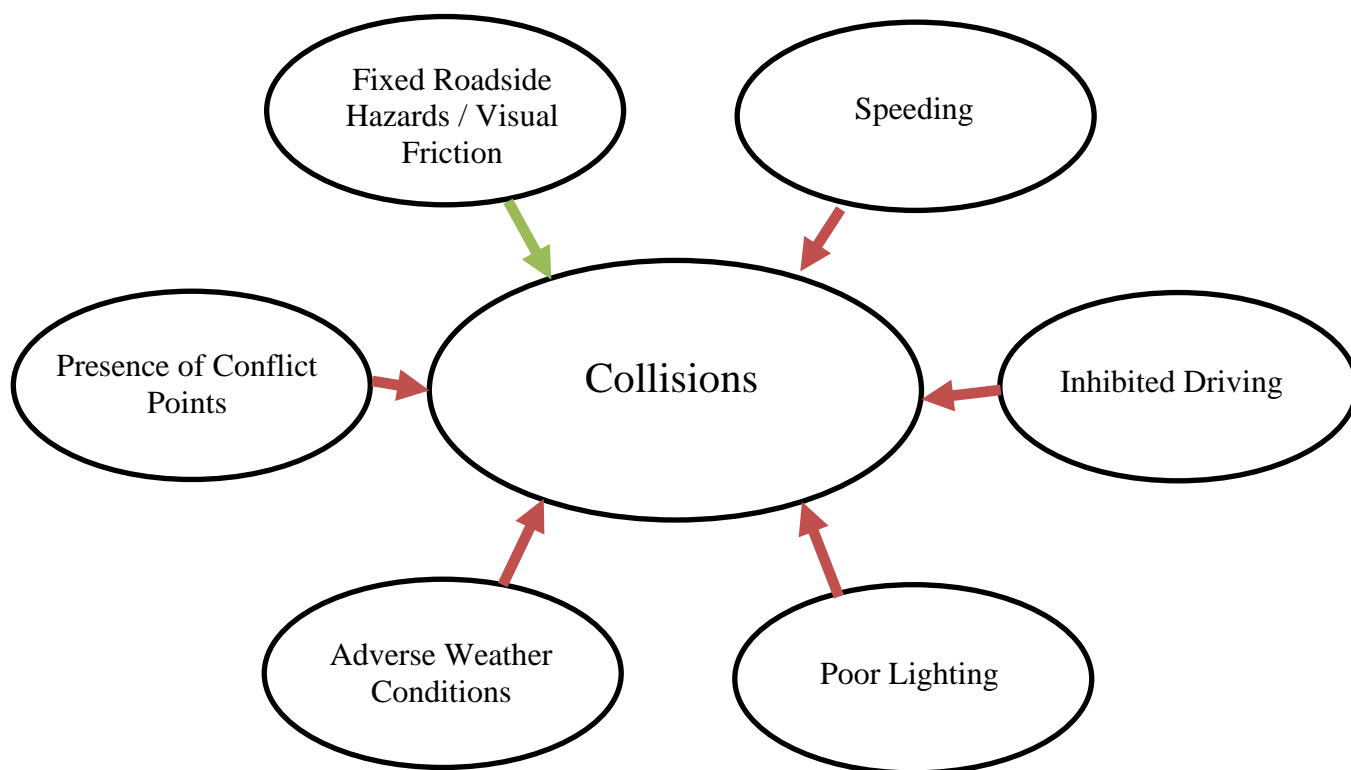 Fixed Roadside
Hazards / Visual
Friction
Speeding
Presence of Conflict
Points
Collisions
Inhibited Driving
Adverse Weather
Conditions
Poor Lighting